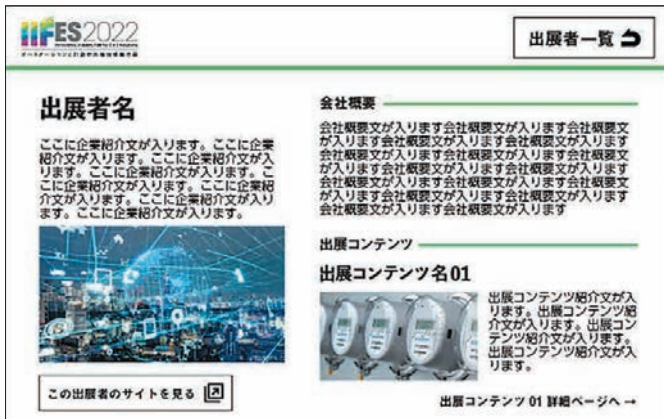 IIFES2022
出展者一覧
出展者名
ここに企業紹介文が入ります。ここに企
業紹介文が入ります。ここに企業紹介
文が入ります。ここに企業紹介文が入
ります。ここに企業紹介文が入ります。こ
こに企業紹介文が入ります。ここに企業
紹介文が入ります。ここに企業紹介文が入りま
す。ここに企業紹介文が入ります。
この出展者のサイトを見る
会社概要
会社概要文が入ります会社概要文が入ります会社概要文
が入ります会社概要文が入ります会社概要文が入ります
会社概要文が入ります会社概要文が入ります会社概要文
が入ります会社概要文が入ります会社概要文が入ります
会社概要文が入ります会社概要文が入ります会社概要文
が入ります会社概要文が入ります会社概要文が入ります
会社概要文が入ります会社概要文が入ります
出展コンテンツ
出展コンテンツ名01
出展コンテンツ紹介文が入
ります。出展コンテンツ紹
介文が入ります。出展コン
テンツ紹介文が入ります。
出展コンテンツ紹介文が入
ります。
出展コンテンツ 01 詳細ページへ →